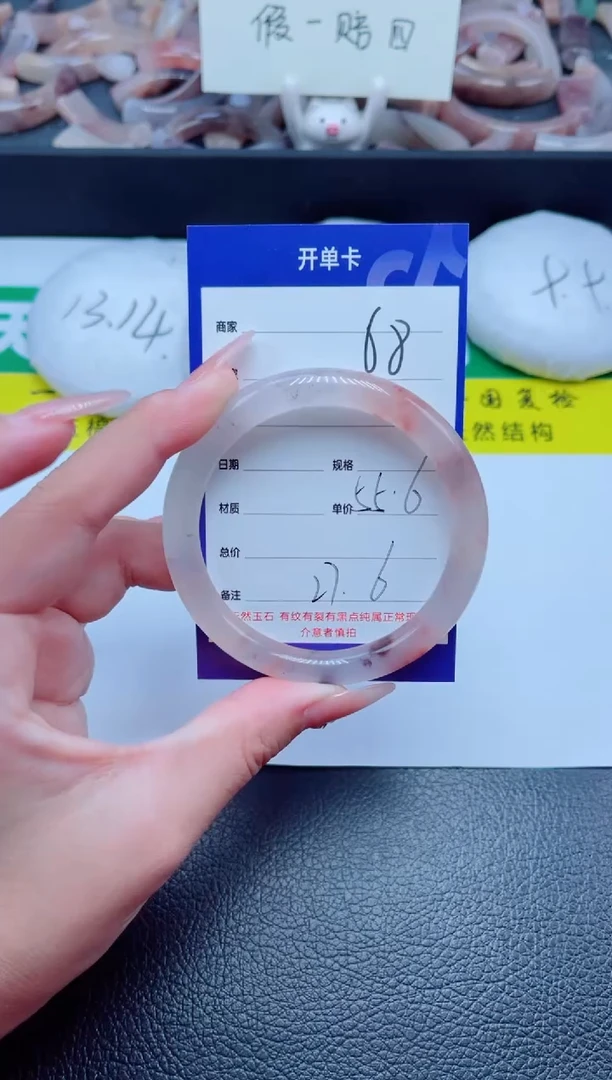 假一赔四
开单卡
13.14.
商家
68
天
国复检
然结构
日期
规格
材质
单价 55.6
总价
备注
27.6
然玉石 有纹有裂有黑点纯属正常
介意者慎拍